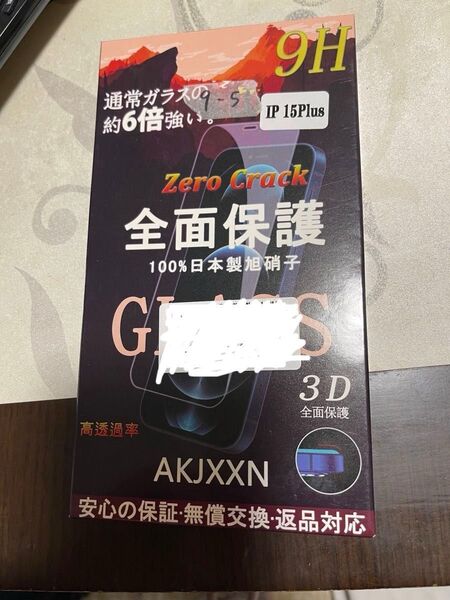 9H
通常ガラスの
約6倍強い。
9-5
IP 15Plus
Zero Crack
全面保護
100%日本製旭硝子
GLASS
3D
全面保護
高透過率
AKJXXN
安心の保証·無償交換·返品対応